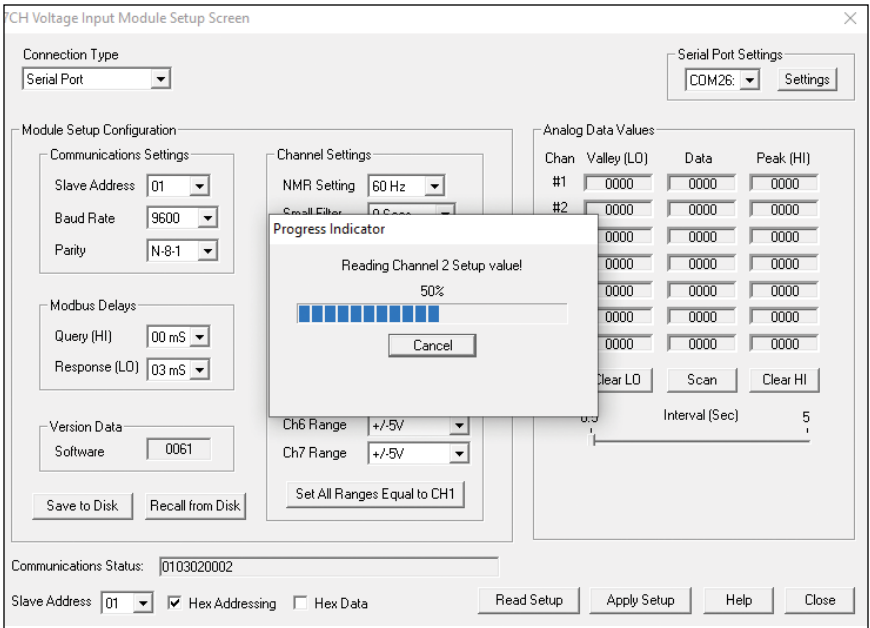 7CH Voltage Input Module Setup Screen
Connection Type
Serial Port
Serial Port Settings
COM26:
Settings
Module Setup Configuration
Communications Settings
Slave Address 01
Baud Rate 9600
Parity N-8-1
Modbus Delays
Query (HI) 00 mS
Response (LO) 03 mS
Version Data
Software 0061
Save to Disk
Recall from Disk
Channel Settings
NMR Setting 60 Hz
Small Filter 0 Secs
Progress Indicator
Reading Channel 2 Setup value!
50%
Cancel
Ch6 Range +/-5V
Ch7 Range +/-5V
Set All Ranges Equal to CH1
Analog Data Values
Chan Valley (LO) Data Peak (HI)
#1 0000 0000 0000
#2 0000 0000 0000
0000 0000 0000
0000 0000 0000
0000 0000 0000
0000 0000 0000
0000 0000 0000
Clear LO
Scan
Clear HI
0.5 Interval (Sec) 5
Communications Status: 0103020002
Slave Address 01 Hex Addressing Hex Data
Read Setup
Apply Setup
Help
Close